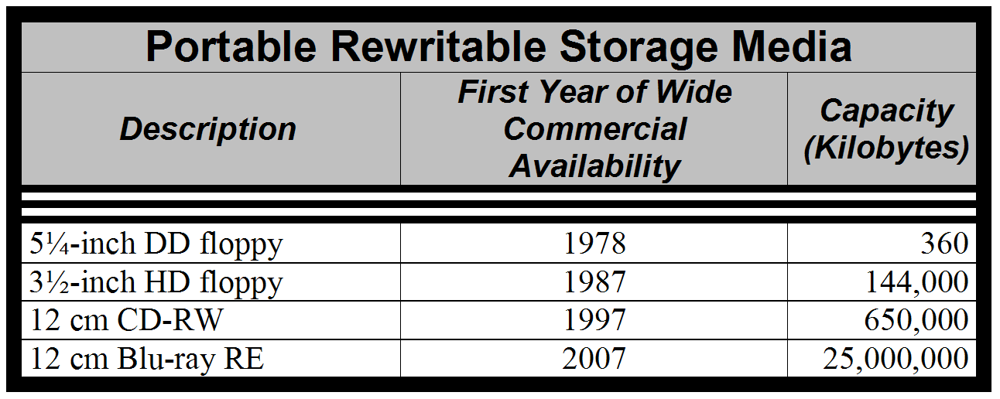 Portable Rewritable Storage Media
Description
First Year of Wide
Commercial
Availability
Capacity
(Kilobytes)
5¼-inch DD floppy 1978 360
3½-inch HD floppy 1987 144,000
12 cm CD-RW 1997 650,000
12 cm Blu-ray RE 2007 25,000,000